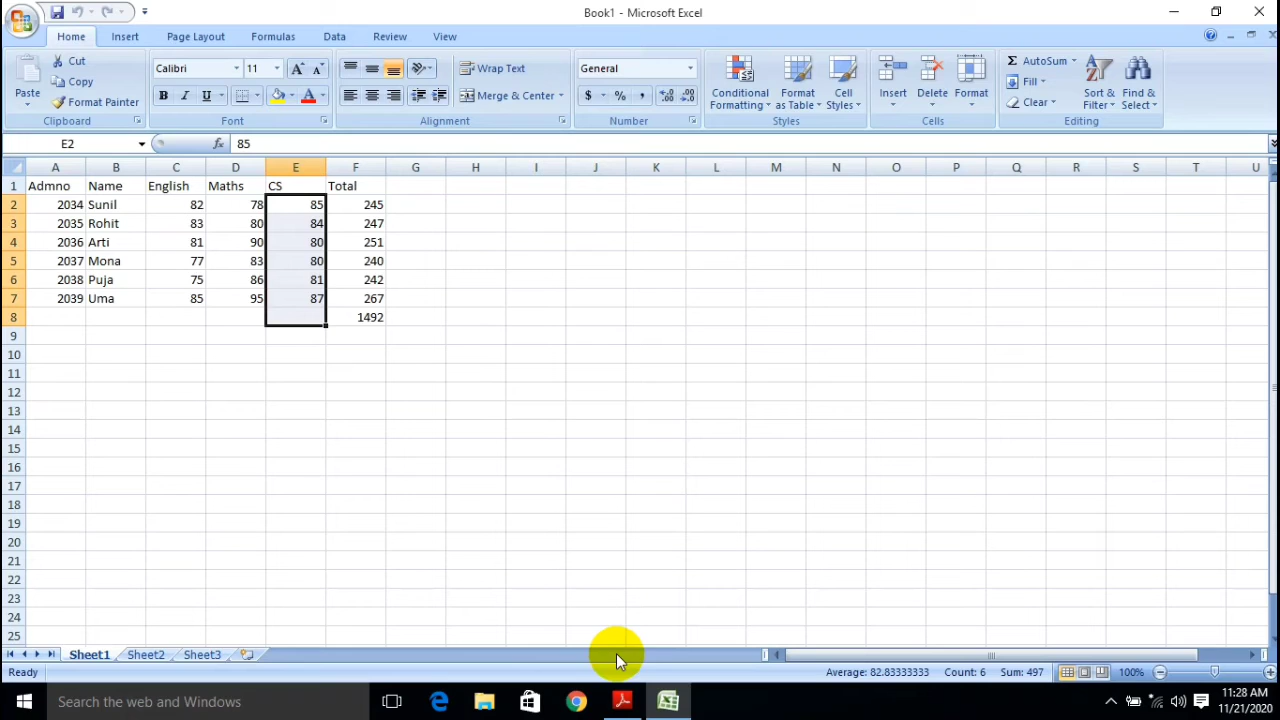 Book1 - Microsoft Excel
Home Insert Page Layout Formulas Data Review View
Paste Cut Copy Format Painter Clipboard
Calibri 11 B I U A A A Font
Wrap Text Merge & Center Alignment
General $ % , .0 .00 Number
Conditional Formatting Format as Table Cell Styles Styles
Insert Delete Format Cells
Σ AutoSum Fill Clear Sort & Filter Find & Select Editing
E2 fx 85
A B C D E F G H I J K L M N O P Q R S T U
1 Admno Name English Maths CS Total
2 2034 Sunil 82 78 85 245
3 2035 Rohit 83 80 84 247
4 2036 Arti 81 90 80 251
5 2037 Mona 77 83 80 240
6 2038 Puja 75 86 81 242
7 2039 Uma 85 95 87 267
8 1492
9
10
11
12
13
14
15
16
17
18
19
20
21
22
23
24
25
Sheet1 Sheet2 Sheet3
Ready Average: 82.83333333 Count: 6 Sum: 497 100%
Search the web and Windows
11:28 AM
11/21/2020